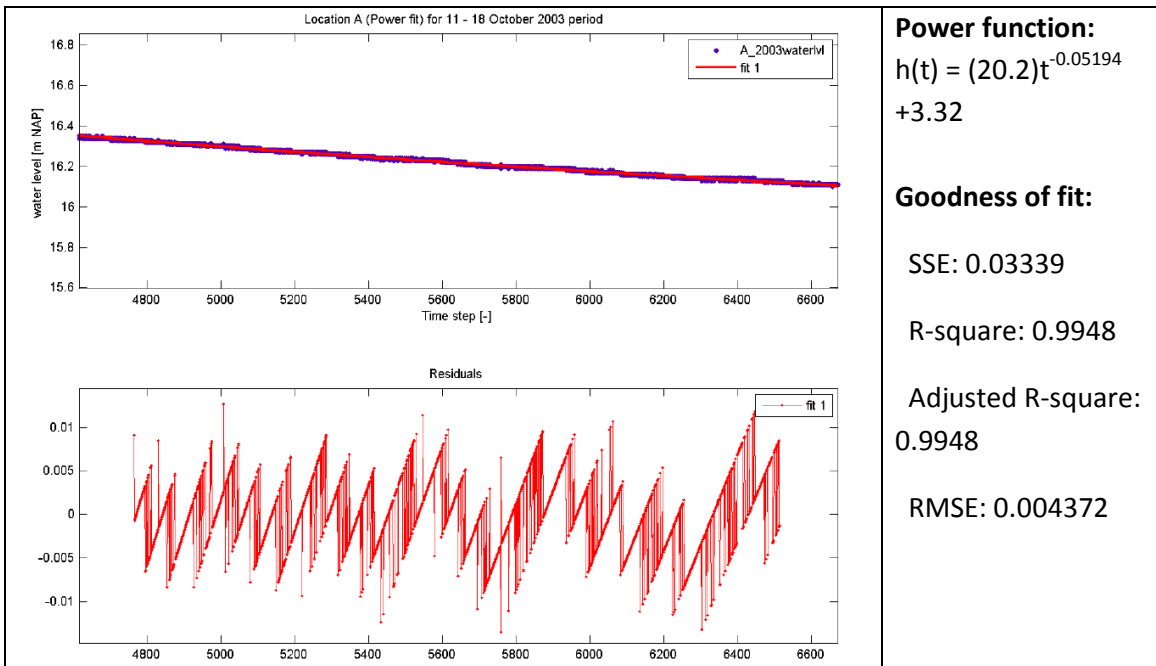 Location A (Power fit) for 11 - 18 October 2003 period
16.8
16.6
16.4
16.2
16
15.8
15.6
water level [m NAP]
A_2003waterlvl
fit 1
4800 5000 5200 5400 5600 5800 6000 6200 6400 6600
Time step [-]
Residuals
fit 1
0.01
0.005
0
-0.005
-0.01
4800 5000 5200 5400 5600 5800 6000 6200 6400 6600
Power function:
h(t) = (20.2)t^-0.05194
+3.32
Goodness of fit:
SSE: 0.03339
R-square: 0.9948
Adjusted R-square:
0.9948
RMSE: 0.004372